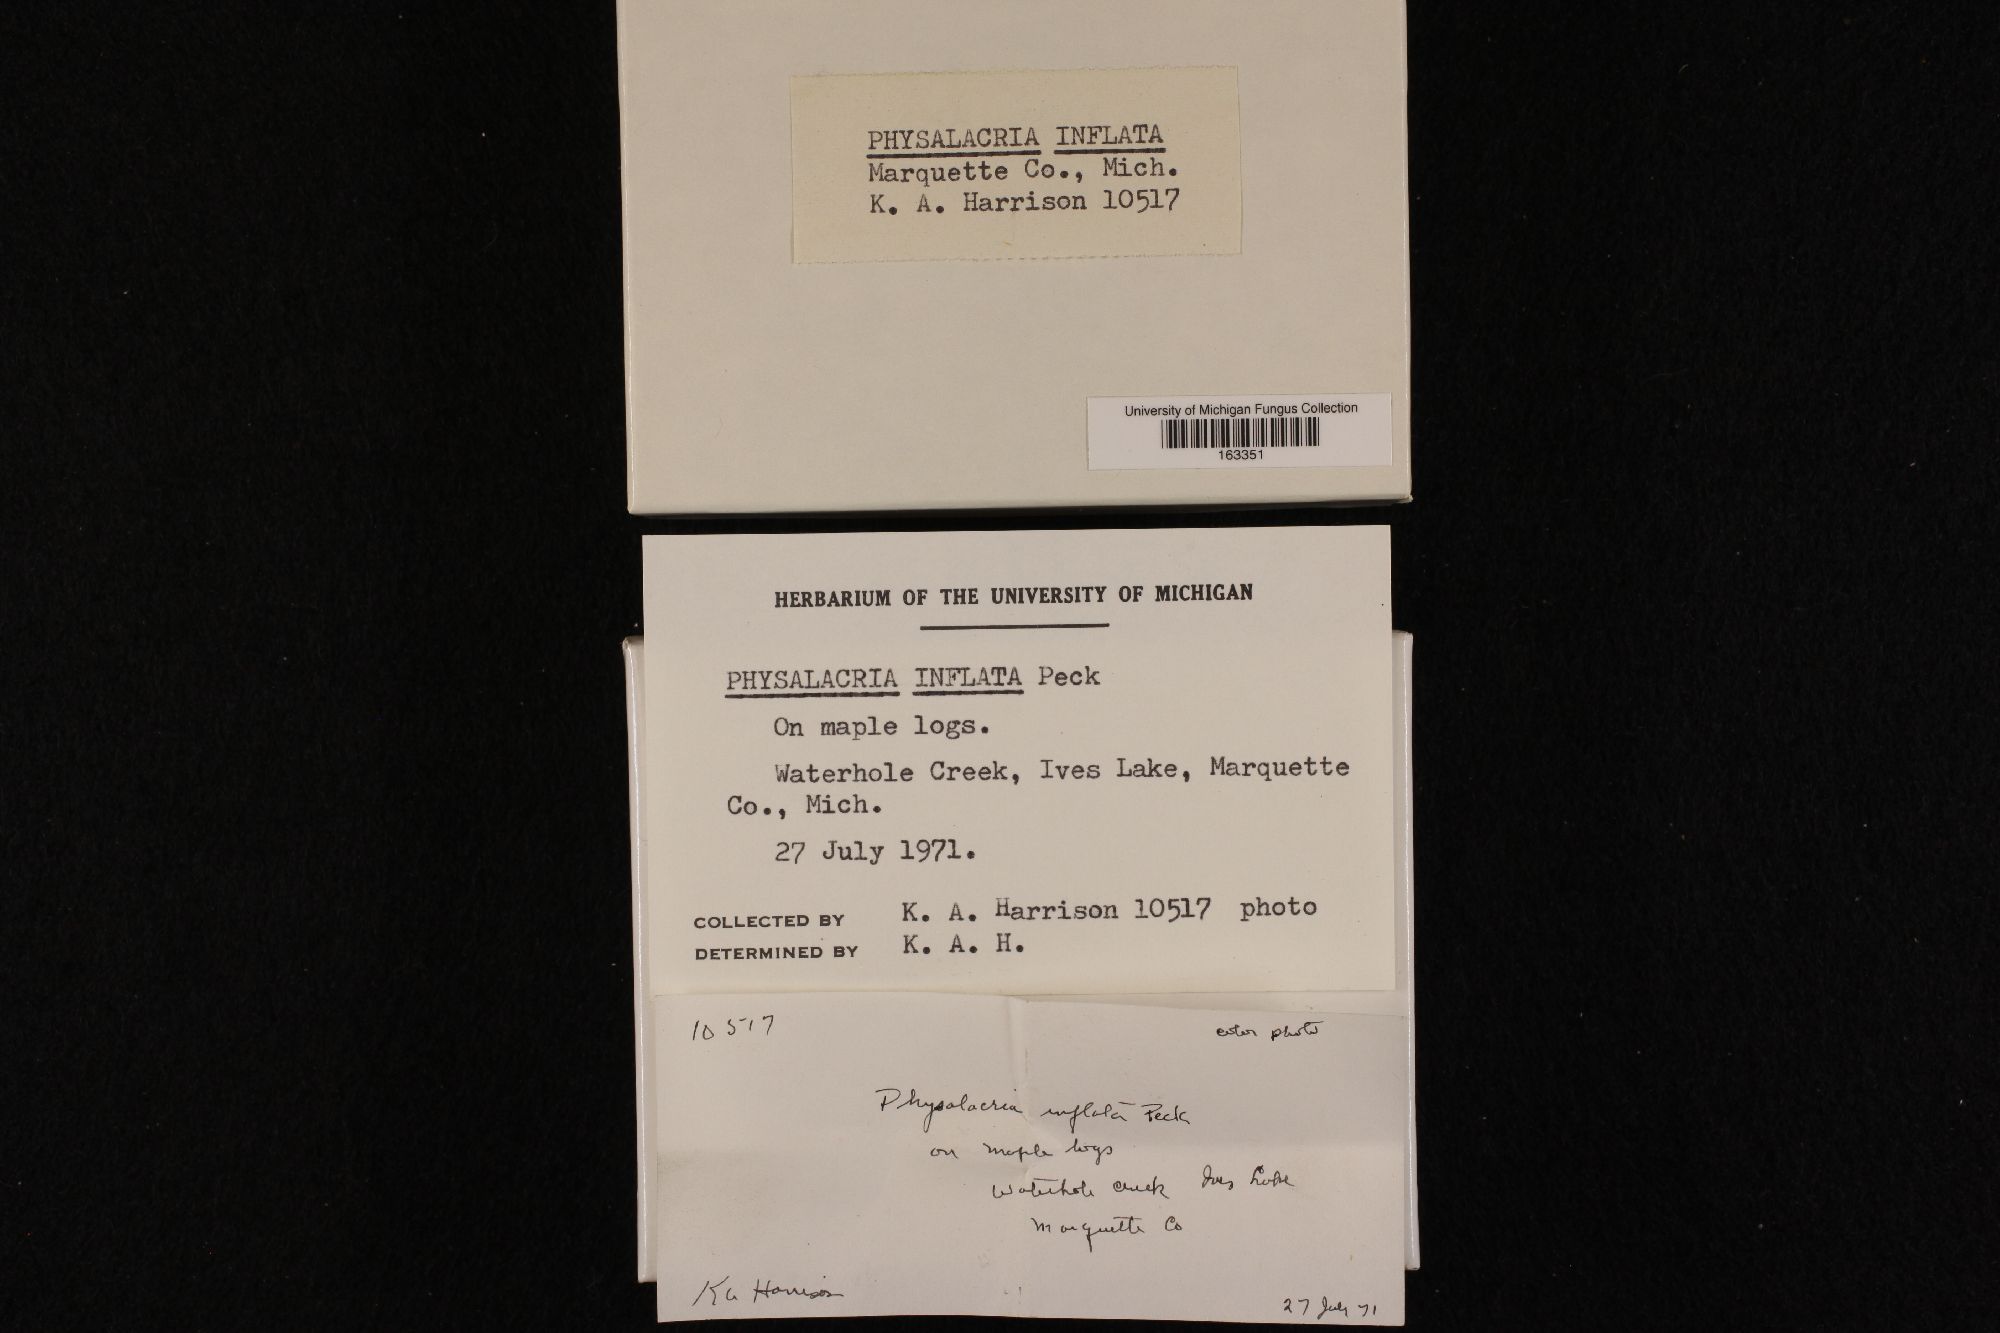 PHYSALACRIA INFLATA
Marquette Co., Mich.
K. A. Harrison 10517
University of Michigan Fungus Collection
163351
HERBARIUM OF THE UNIVERSITY OF MICHIGAN
PHYSALACRIA INFLATA Peck
On maple logs.
Waterhole Creek, Ives Lake, Marquette
Co., Mich.
27 July 1971.
COLLECTED BY K. A. Harrison 10517 photo
DETERMINED BY K. A. H.
10517 color photo
Physalacria inflata Peck
on maple logs
Waterhole creek Ives Lake
Marquette Co
KA Harrison
27 July 71